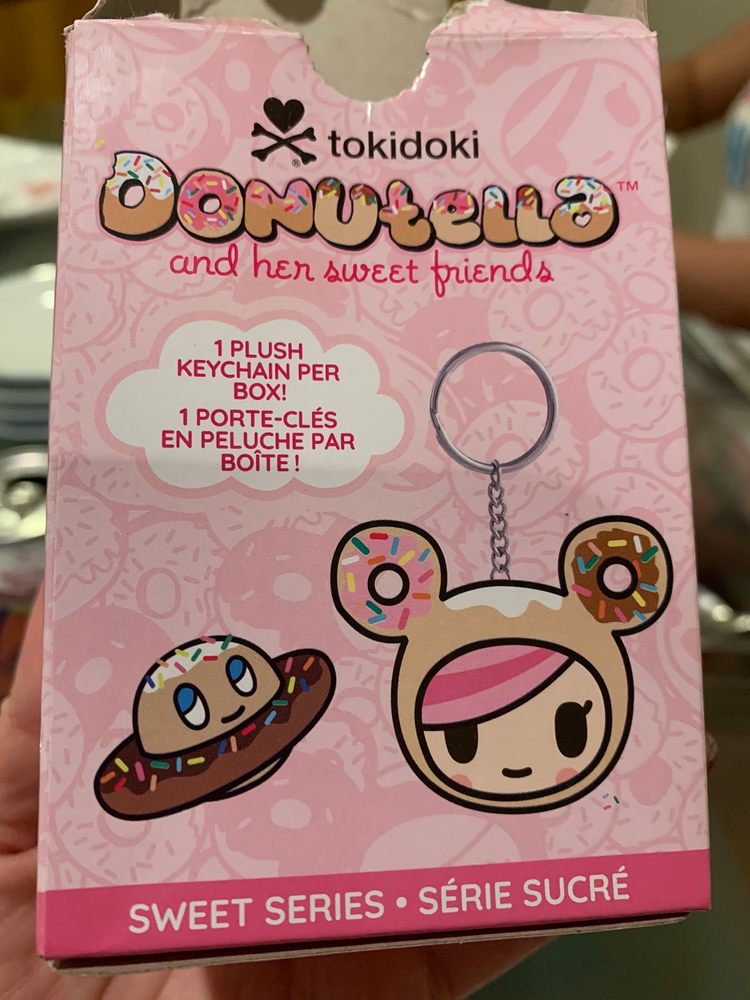 tokidoki
DONUtella™
and her sweet friends
1 PLUSH
KEYCHAIN PER
BOX!
1 PORTE-CLÉS
EN PELUCHE PAR
BOÎTE !
SWEET SERIES • SÉRIE SUCRÉ